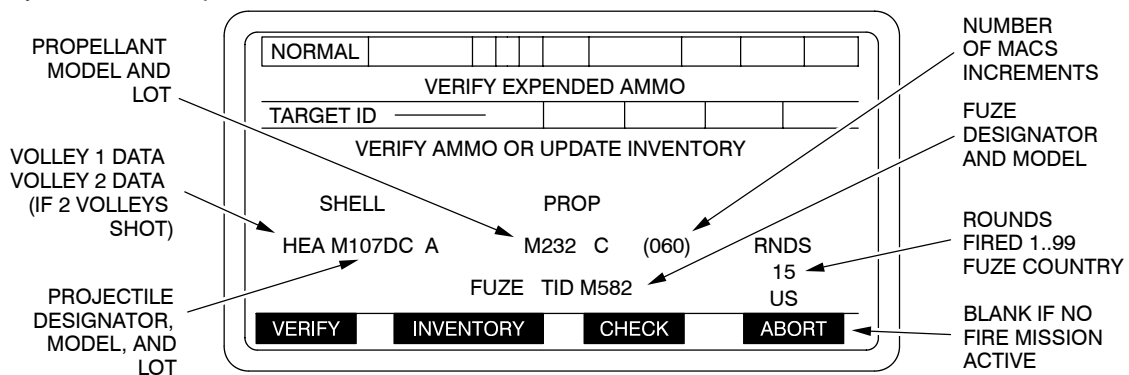 PROPELLANT
MODEL AND
LOT
VOLLEY 1 DATA
VOLLEY 2 DATA
(IF 2 VOLLEYS
SHOT)
PROJECTILE
DESIGNATOR,
MODEL, AND
LOT
NORMAL
VERIFY EXPENDED AMMO
TARGET ID
VERIFY AMMO OR UPDATE INVENTORY
SHELL PROP
HEA M107DC A M232 C (060) RNDS
15
FUZE TID M582
US
VERIFY INVENTORY CHECK ABORT
NUMBER
OF MACS
INCREMENTS
FUZE
DESIGNATOR
AND MODEL
ROUNDS
FIRED 1..99
FUZE COUNTRY
BLANK IF NO
FIRE MISSION
ACTIVE